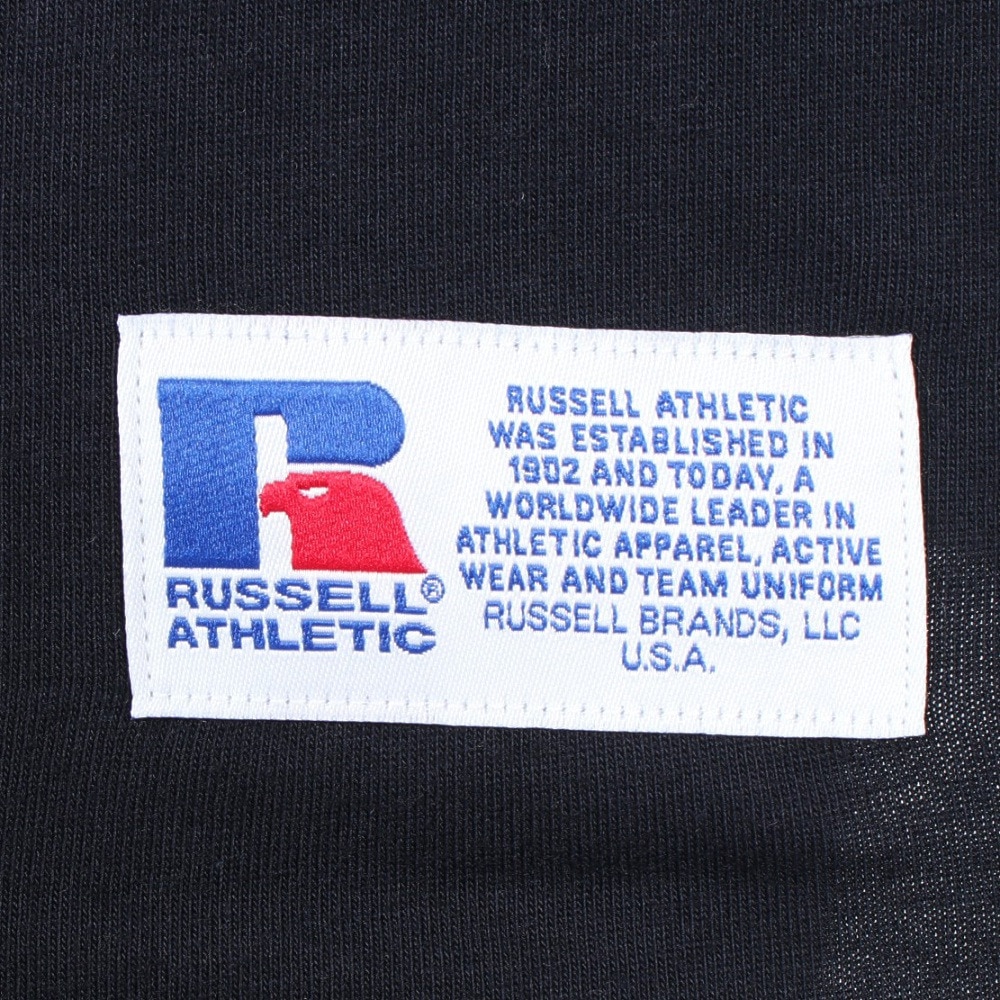 RUSSELL®
ATHLETIC
RUSSELL ATHLETIC
WAS ESTABLISHED IN
1902 AND TODAY, A
WORLDWIDE LEADER IN
ATHLETIC APPAREL, ACTIVE
WEAR AND TEAM UNIFORM
RUSSELL BRANDS, LLC
U.S.A.